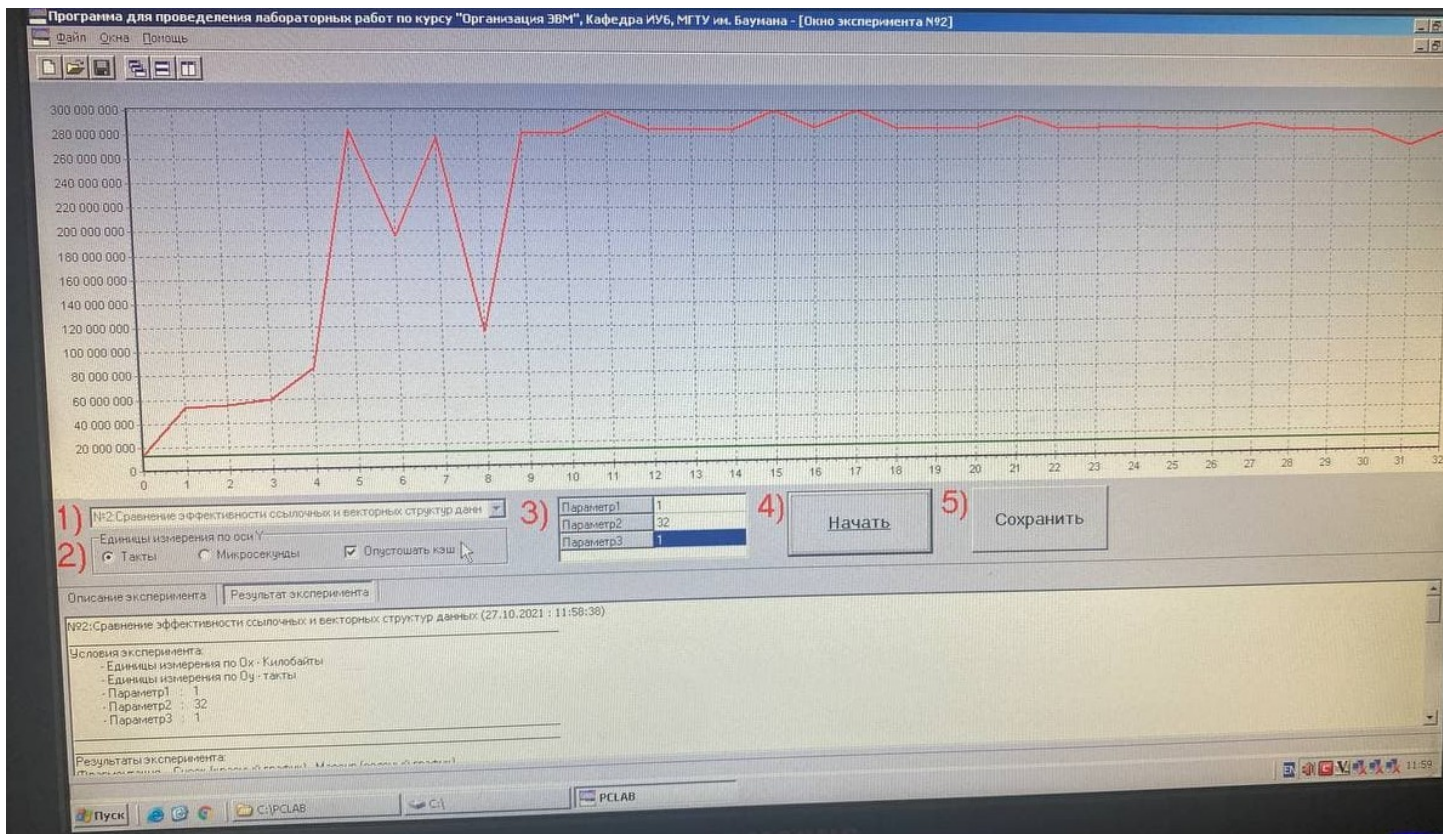 Программа для проведеления лабораторных работ по курсу "Организация ЭВМ", Кафедра ИУ6, МГТУ им. Баумана - [Окно эксперимента №2]
Файл Окна Помощь
300 000 000
280 000 000
260 000 000
240 000 000
220 000 000
200 000 000
180 000 000
160 000 000
140 000 000
120 000 000
100 000 000
80 000 000
60 000 000
40 000 000
20 000 000
0
0 1 2 3 4 5 6 7 8 9 10 11 12 13 14 15 16 17 18 19 20 21 22 23 24 25 26 27 28 29 30 31 32
1) №2:Сравнение эффективности ссылочных и векторных структур данн
2) Единицы измерения по оси Y
Такты Микросекунды Опустошать кэш
3) Параметр1 1
Параметр2 32
Параметр3 1
4) Начать
5) Сохранить
Описание эксперимента Результат эксперимента
№2:Сравнение эффективности ссылочных и векторных структур данных (27.10.2021 : 11:58:38)
Условия эксперимента:
- Единицы измерения по Ox - Килобайты
- Единицы измерения по Oy - такты
- Параметр1 : 1
- Параметр2 : 32
- Параметр3 : 1
Результаты эксперимента:
Пуск C:\PCLAB C:\ PCLAB EN 11:59